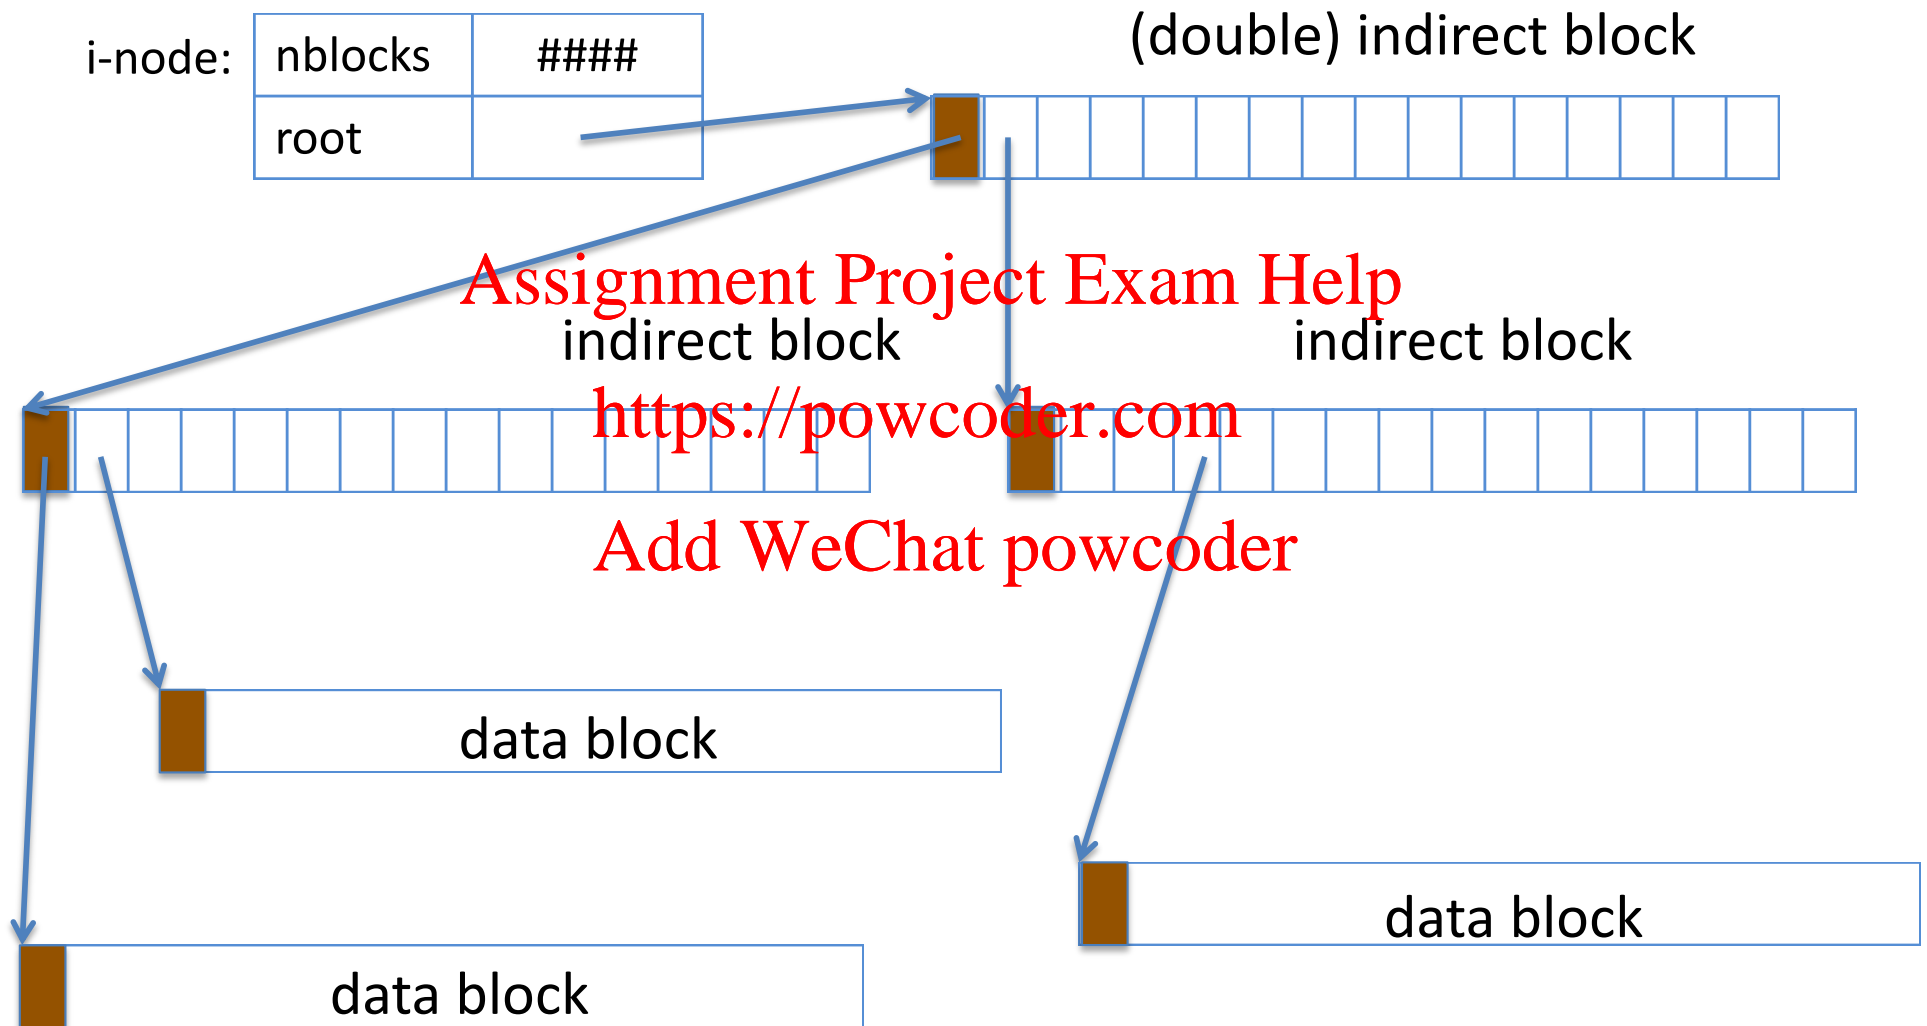 (double) indirect block
i-node:
nblocks ####
root
Assignment Project Exam Help
indirect block
indirect block
https://powcoder.com
Add WeChat powcoder
data block
data block
data block